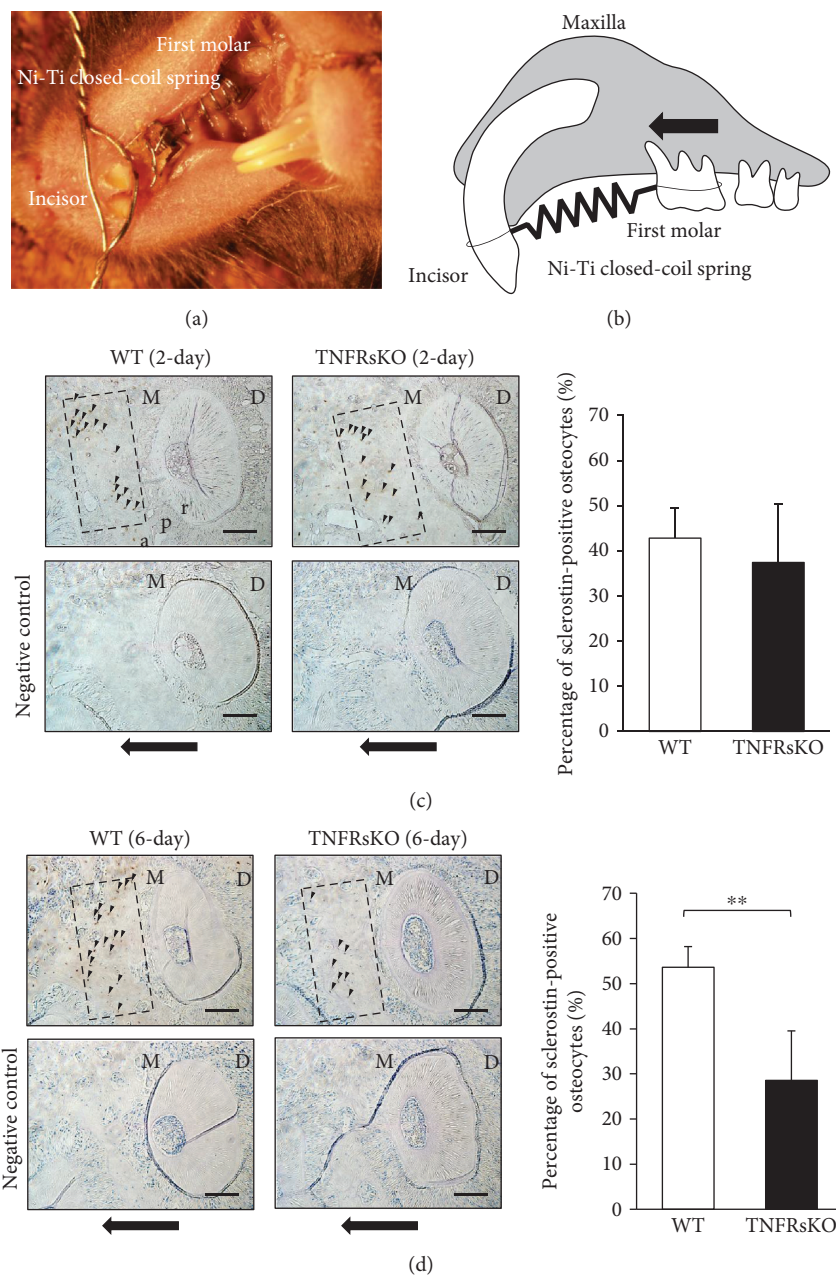 First molar
Ni-Ti closed-coil spring
Incisor
(a)
Maxilla
First molar
Ni-Ti closed-coil spring
Incisor
(b)
WT (2-day)
TNFRsKO (2-day)
M
D
r
p
a
M
D
Negative control
M
D
M
D
Percentage of sclerostin-positive osteocytes (%)
70
60
50
40
30
20
10
0
WT
TNFRsKO
(c)
WT (6-day)
TNFRsKO (6-day)
M
D
M
D
Negative control
M
D
M
D
Percentage of sclerostin-positive
osteocytes (%)
70
60
50
40
30
20
10
0
**
WT
TNFRsKO
(d)